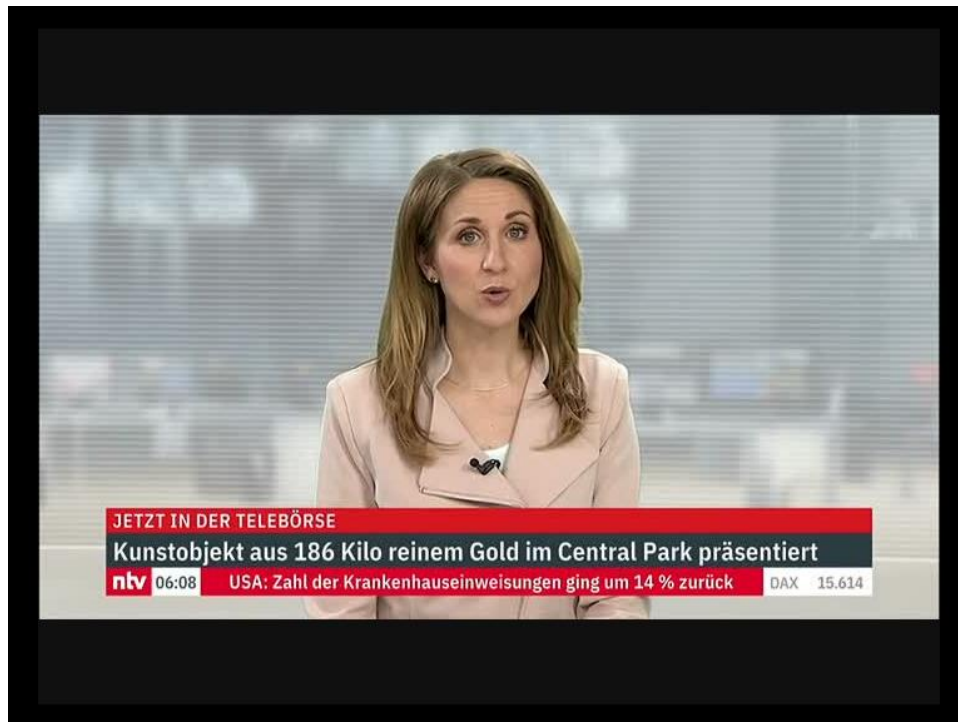 JETZT IN DER TELEBÖRSE
Kunstobjekt aus 186 Kilo reinem Gold im Central Park präsentiert
ntv 06:08 USA: Zahl der Krankenhauseinweisungen ging um 14 % zurück DAX 15.614